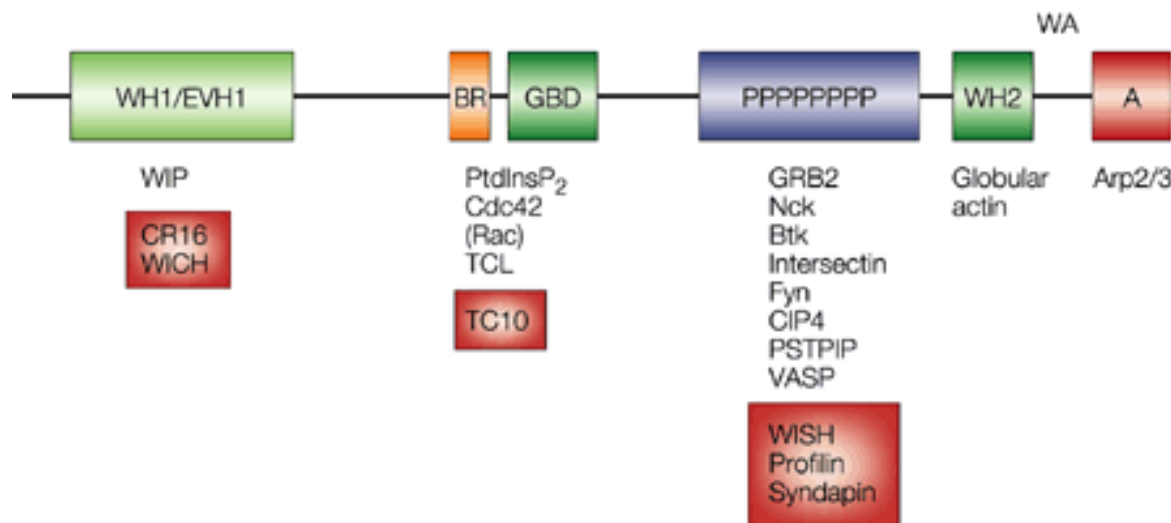 WA
WH1/EVH1
BR
GBD
PPPPPPPP
WH2
A
WIP
CR16
WICH
PtdInsP2
Cdc42
(Rac)
TCL
TC10
GRB2
Nck
Btk
Intersectin
Fyn
CIP4
PSTPIP
VASP
WISH
Profilin
Syndapin
Globular
actin
Arp2/3